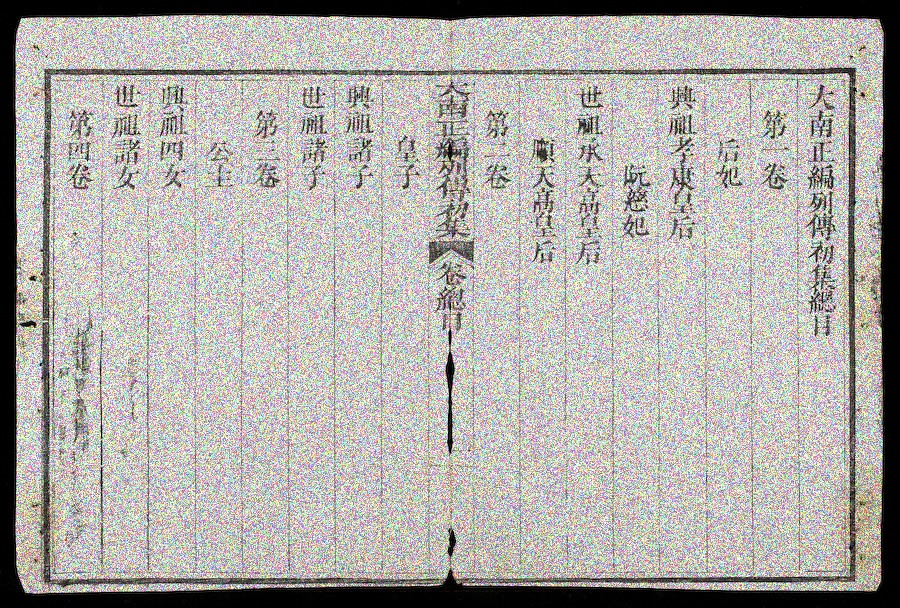 大南正編列傳初集總目
第一卷
后妃
興祖孝康皇后
阮慈妃
世祖承天高皇后
順天高皇后
第二卷
大南正編列傳初集
卷總目
皇子
興祖諸子
世祖諸子
第三卷
公主
興祖四女
世祖諸女
第四卷